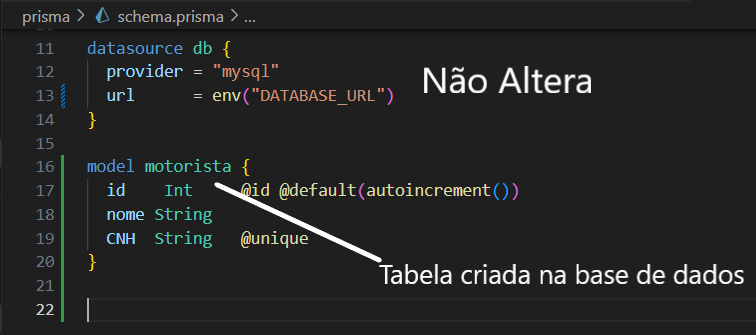 prisma > schema.prisma > ...
11 datasource db {
12   provider = "mysql"
13   url      = env("DATABASE_URL")
Não Altera
14 }
15
16 model motorista {
17   id    Int     @id @default(autoincrement())
18   nome String
19   CNH  String   @unique
20 }
Tabela criada na base de dados
21
22